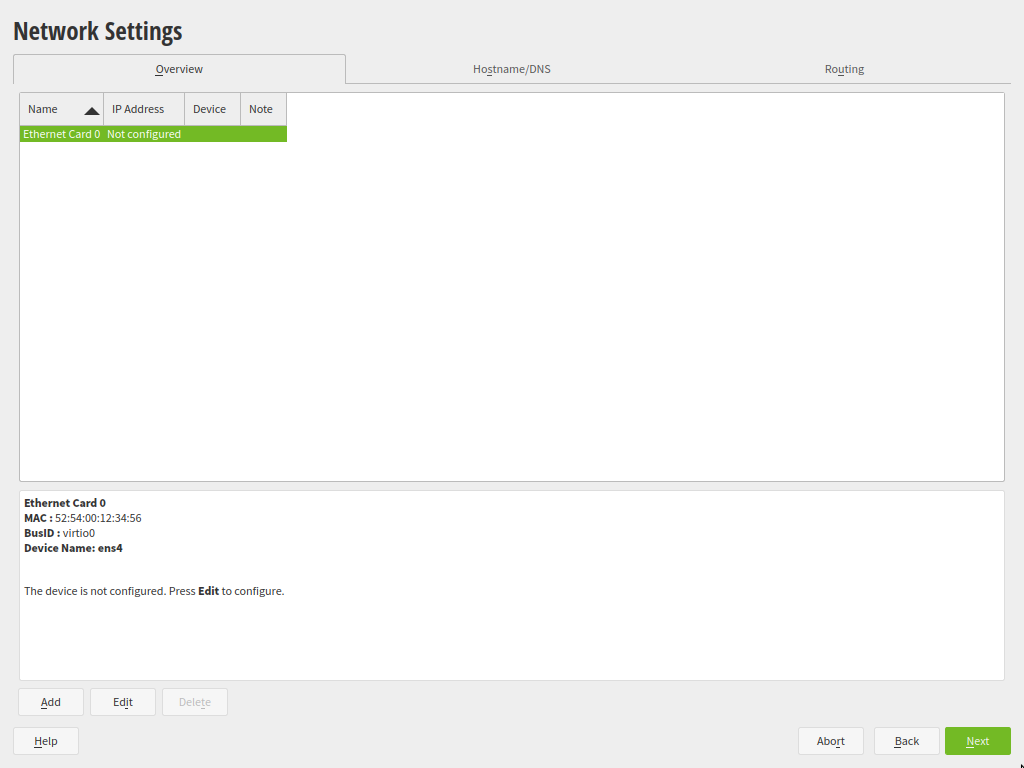 Network Settings
Overview Hostname/DNS Routing
Name IP Address Device Note
Ethernet Card 0 Not configured
Ethernet Card 0
MAC : 52:54:00:12:34:56
BusID : virtio0
Device Name: ens4
The device is not configured. Press Edit to configure.
Add Edit Delete
Help Abort Back Next